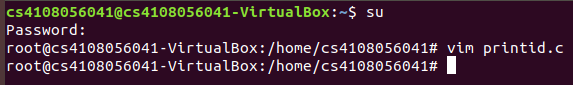 cs4108056041@cs4108056041-VirtualBox:~$ su
Password:
root@cs4108056041-VirtualBox:/home/cs4108056041# vim printid.c
root@cs4108056041-VirtualBox:/home/cs4108056041#